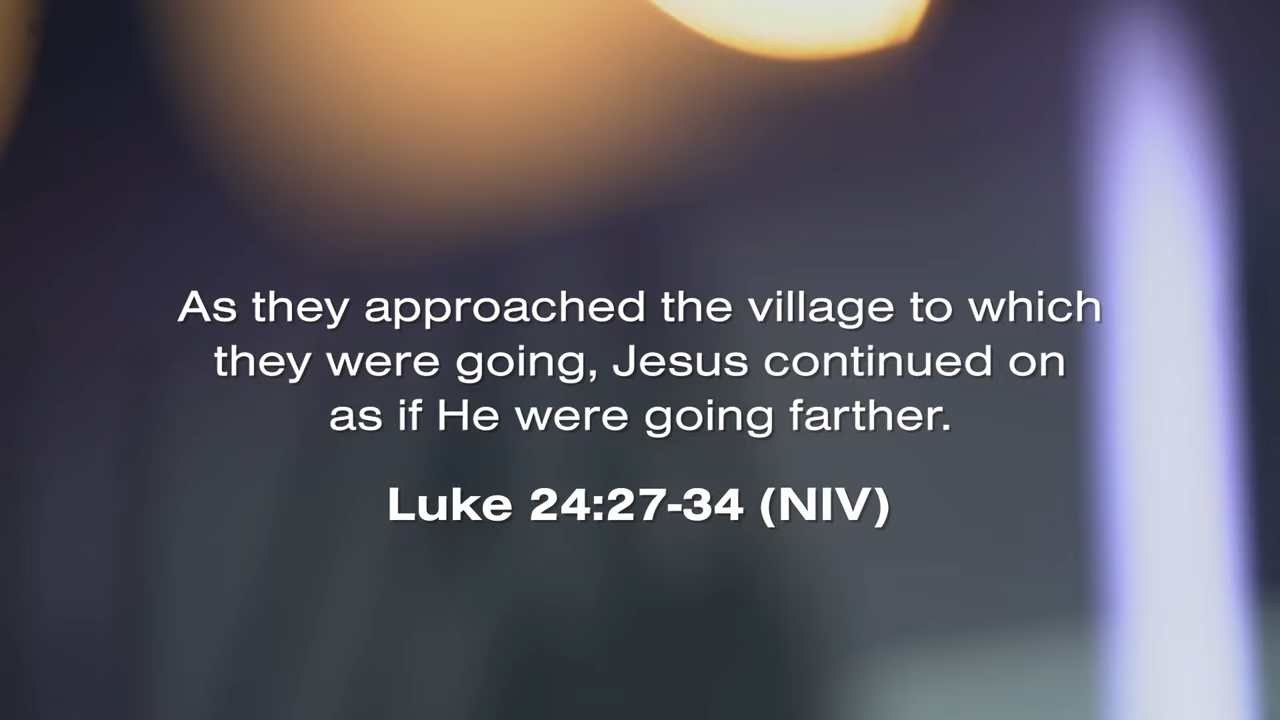 As they approached the village to which
they were going, Jesus continued on
as if He were going farther.
Luke 24:27-34 (NIV)